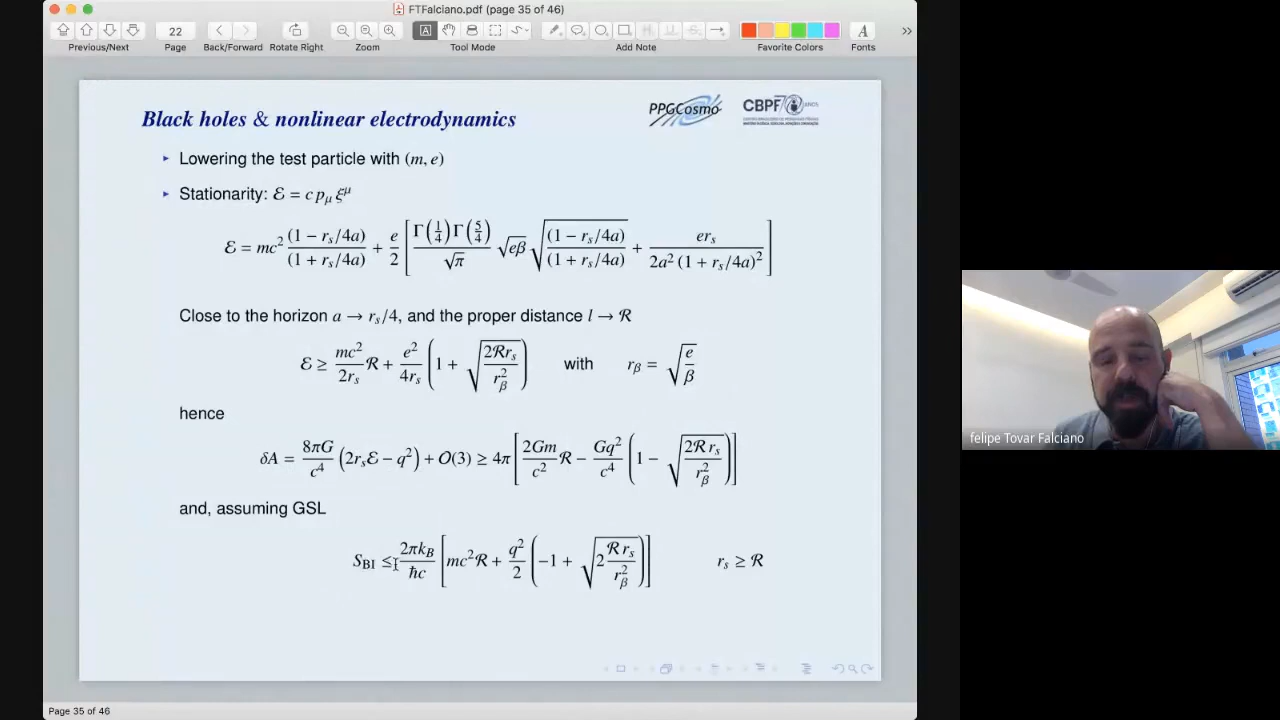 FTFalciano.pdf (page 35 of 46)
22
Previous/Next Page Back/Forward Rotate Right Zoom Tool Mode Add Note Favorite Colors Fonts
Black holes & nonlinear electrodynamics
PPGCosmo CBPF 70 ANOS
▸ Lowering the test particle with (m, e)
▸ Stationarity: ℰ = c p_μ ξ^μ
ℰ = mc² (1 − r_s/4a)/(1 + r_s/4a) + e/2 [ Γ(1/4)Γ(5/4)/√π √(eβ) √((1 − r_s/4a)/(1 + r_s/4a)) + er_s/(2a² (1 + r_s/4a)²) ]
Close to the horizon a → r_s/4, and the proper distance l → ℛ
ℰ ≥ mc²/2r_s ℛ + e²/4r_s (1 + √(2ℛr_s/r_β²)) with r_β = √(e/β)
hence
δA = 8πG/c⁴ (2r_sℰ − q²) + O(3) ≥ 4π [ 2Gm/c² ℛ − Gq²/c⁴ (1 − √(2ℛ r_s/r_β²)) ]
and, assuming GSL
S_BI ≤ 2πk_B/ħc [ mc²ℛ + q²/2 (−1 + √(2 ℛ r_s/r_β²)) ] r_s ≥ ℛ
felipe Tovar Falciano
Page 35 of 46